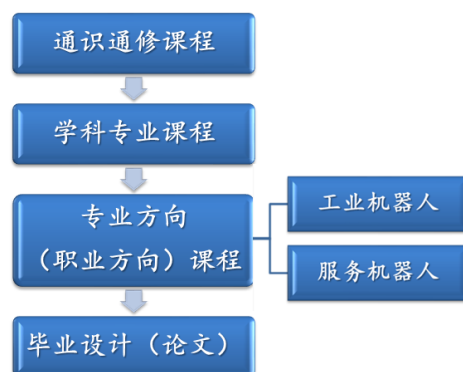 通识通修课程
学科专业课程
专业方向
（职业方向）课程
工业机器人
服务机器人
毕业设计（论文）